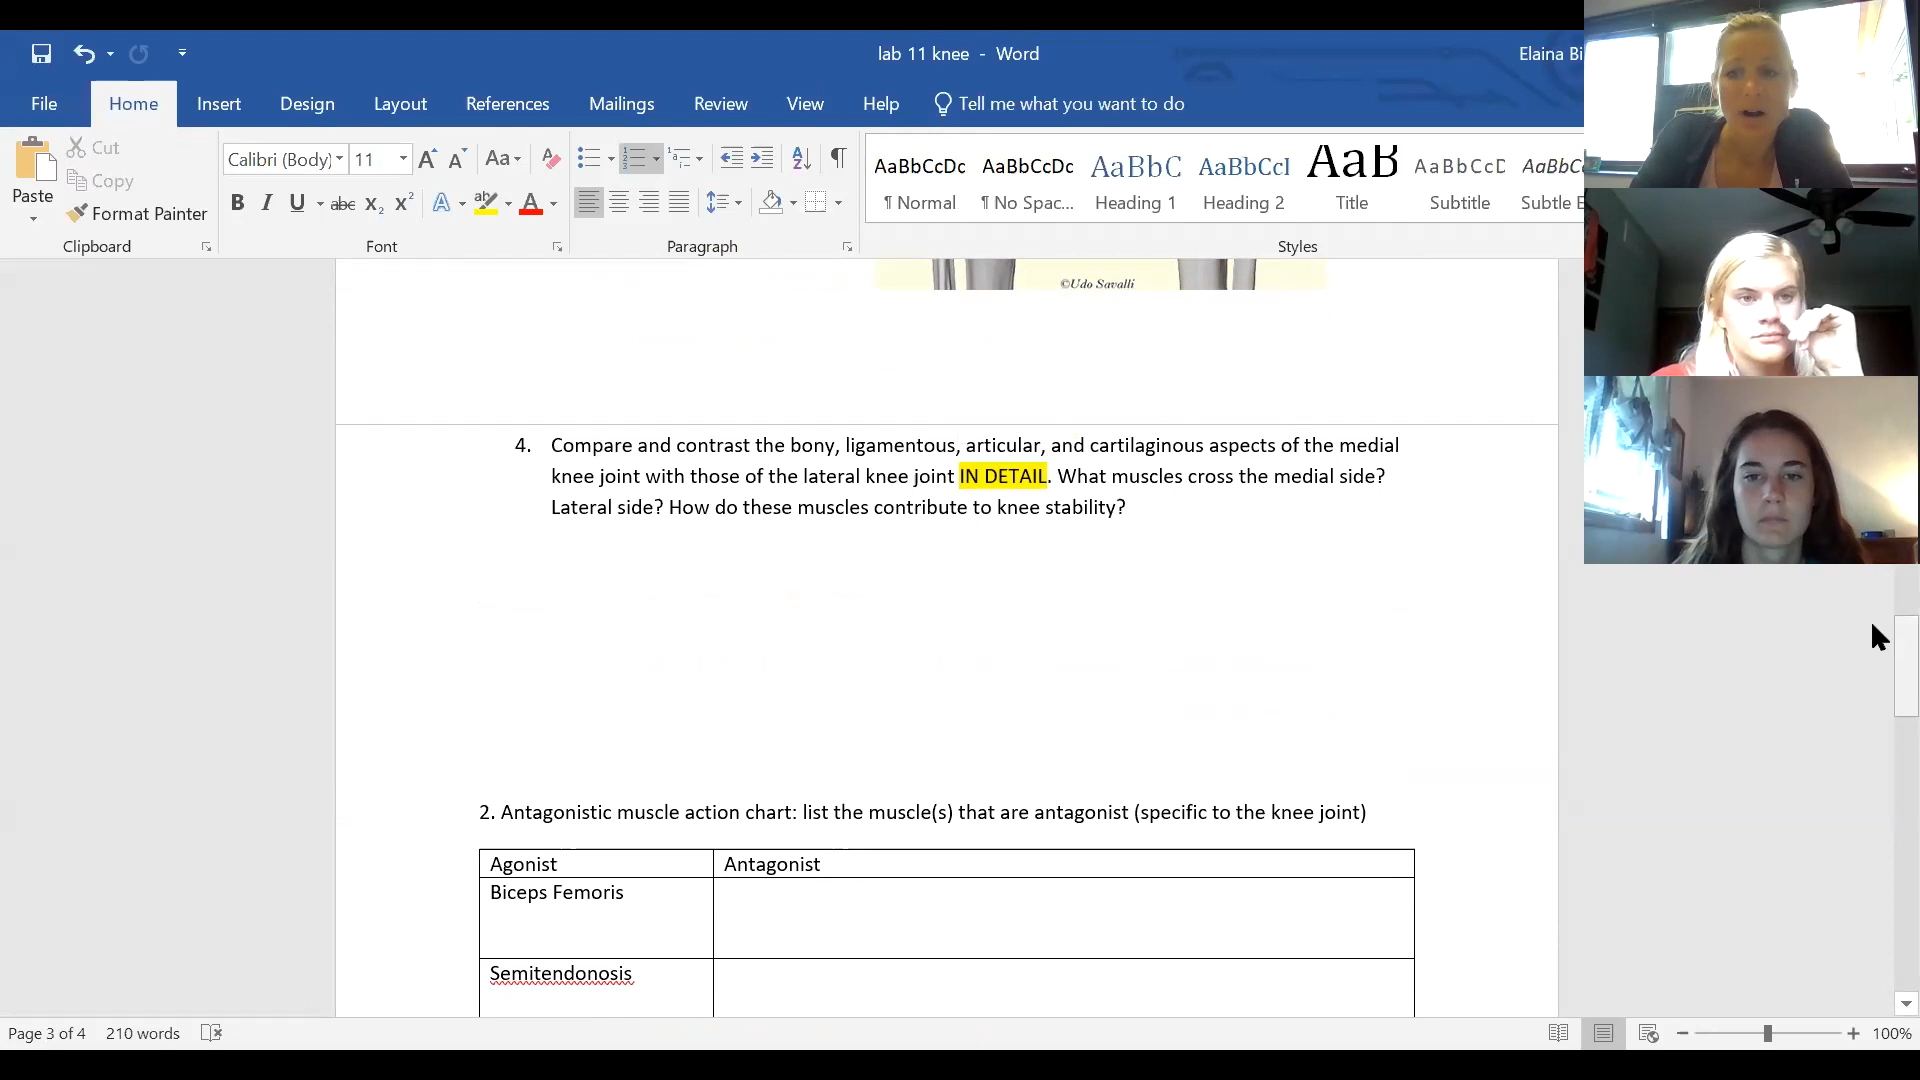 lab 11 knee - Word
Elaina Bi
File Home Insert Design Layout References Mailings Review View Help Tell me what you want to do
Paste
Cut
Copy
Format Painter
Clipboard
Calibri (Body) 11
Font
Paragraph
AaBbCcDc AaBbCcDc AaBbC AaBbCcI AaB AaBbCcD AaBbCc
¶ Normal ¶ No Spac... Heading 1 Heading 2 Title Subtitle Subtle E
Styles
©Udo Savalli
4. Compare and contrast the bony, ligamentous, articular, and cartilaginous aspects of the medial
knee joint with those of the lateral knee joint IN DETAIL. What muscles cross the medial side?
Lateral side? How do these muscles contribute to knee stability?
2. Antagonistic muscle action chart: list the muscle(s) that are antagonist (specific to the knee joint)
Agonist Antagonist
Biceps Femoris
Semitendonosis
Page 3 of 4 210 words 100%